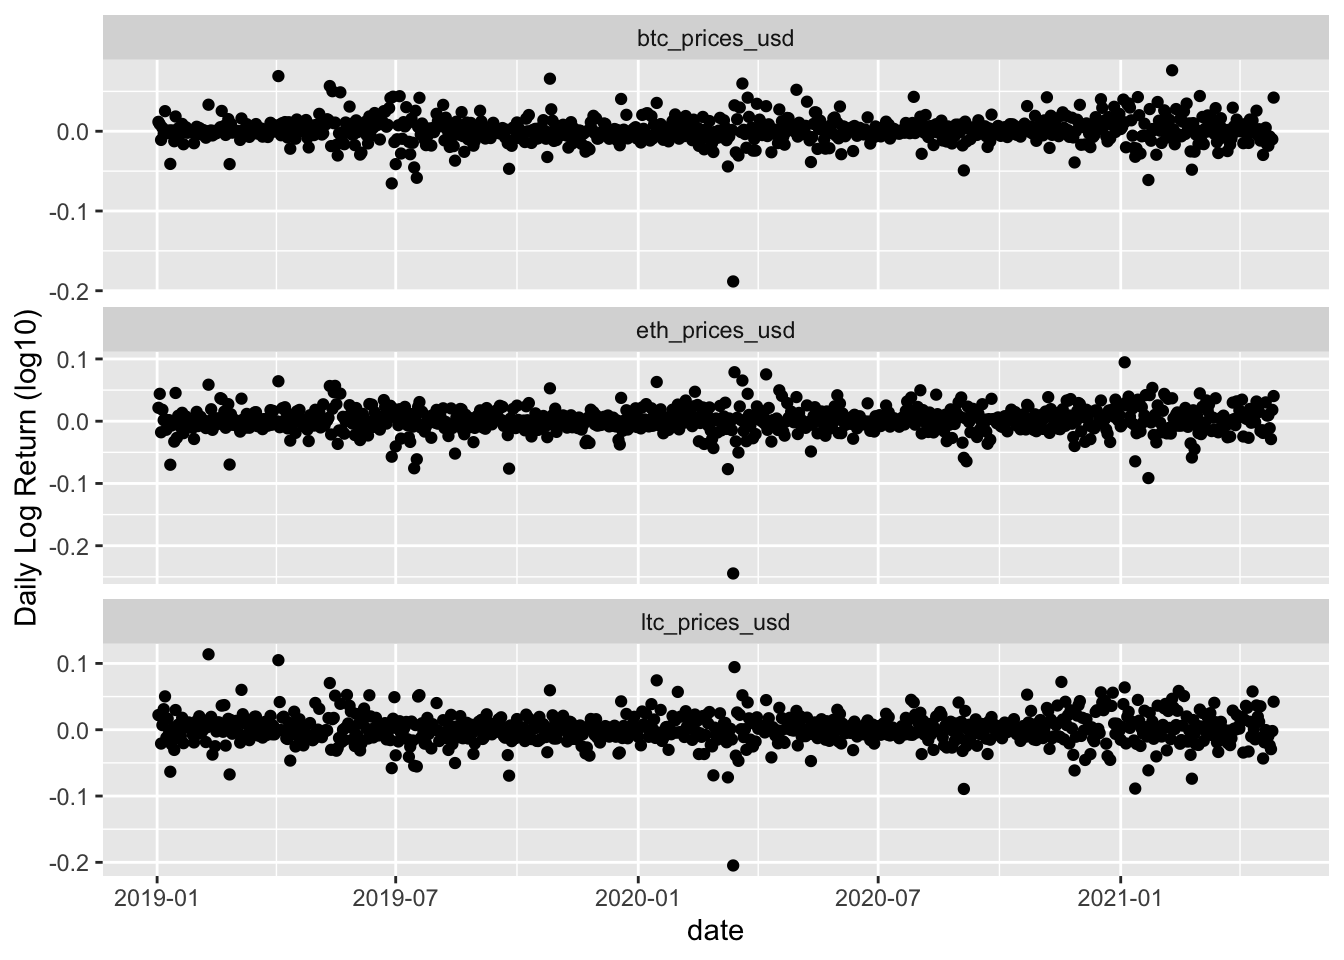 btc_prices_usd
0.0
-0.1
-0.2
eth_prices_usd
0.1
0.0
-0.1
-0.2
ltc_prices_usd
0.1
0.0
-0.1
-0.2
Daily Log Return (log10)
2019-01 2019-07 2020-01 2020-07 2021-01
date